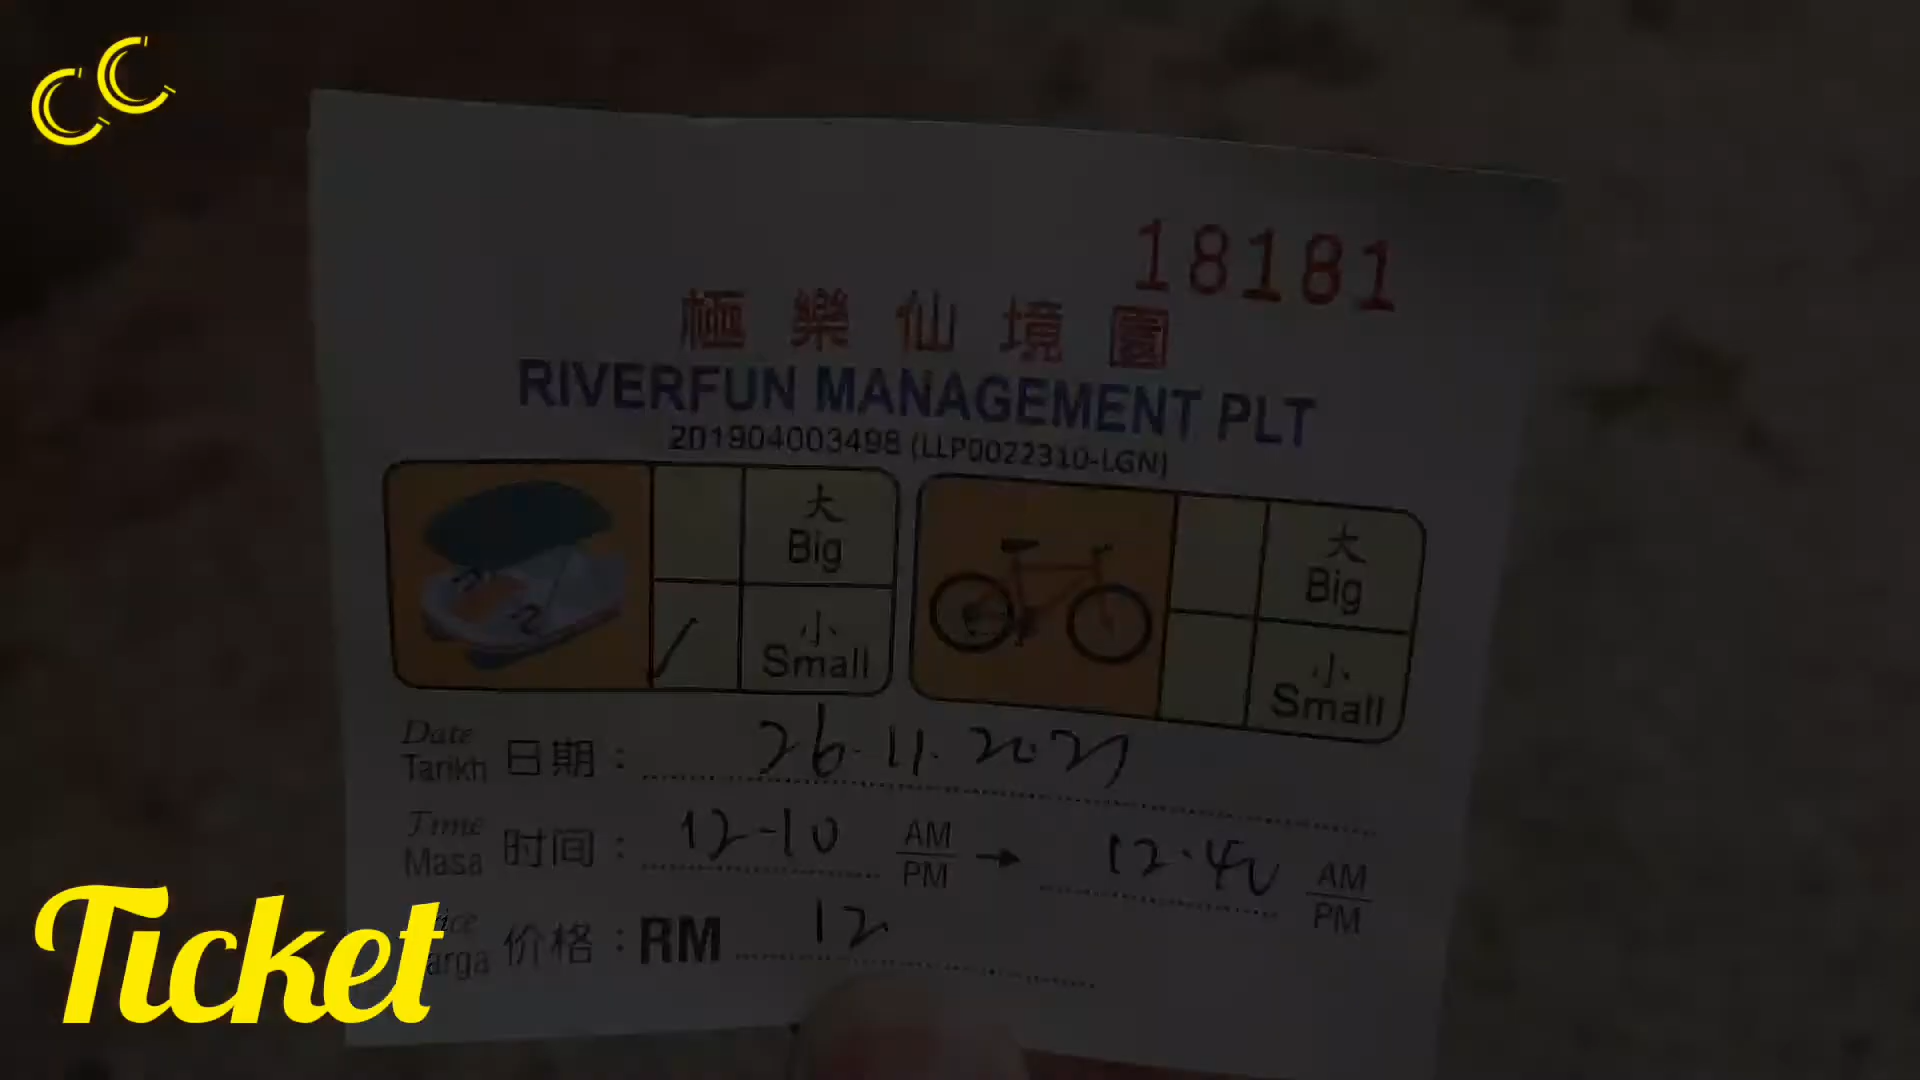 CC
18181
極樂仙境園
RIVERFUN MANAGEMENT PLT
201904003498 (LLP0022310-LGN)
大
Big
小
Small
大
Big
小
Small
Date
Tarikh 日期 : 26.11.2021
Time
Masa 时间 : 12-10 AM/PM → 12.40 AM/PM
价格 : RM 12
Ticket